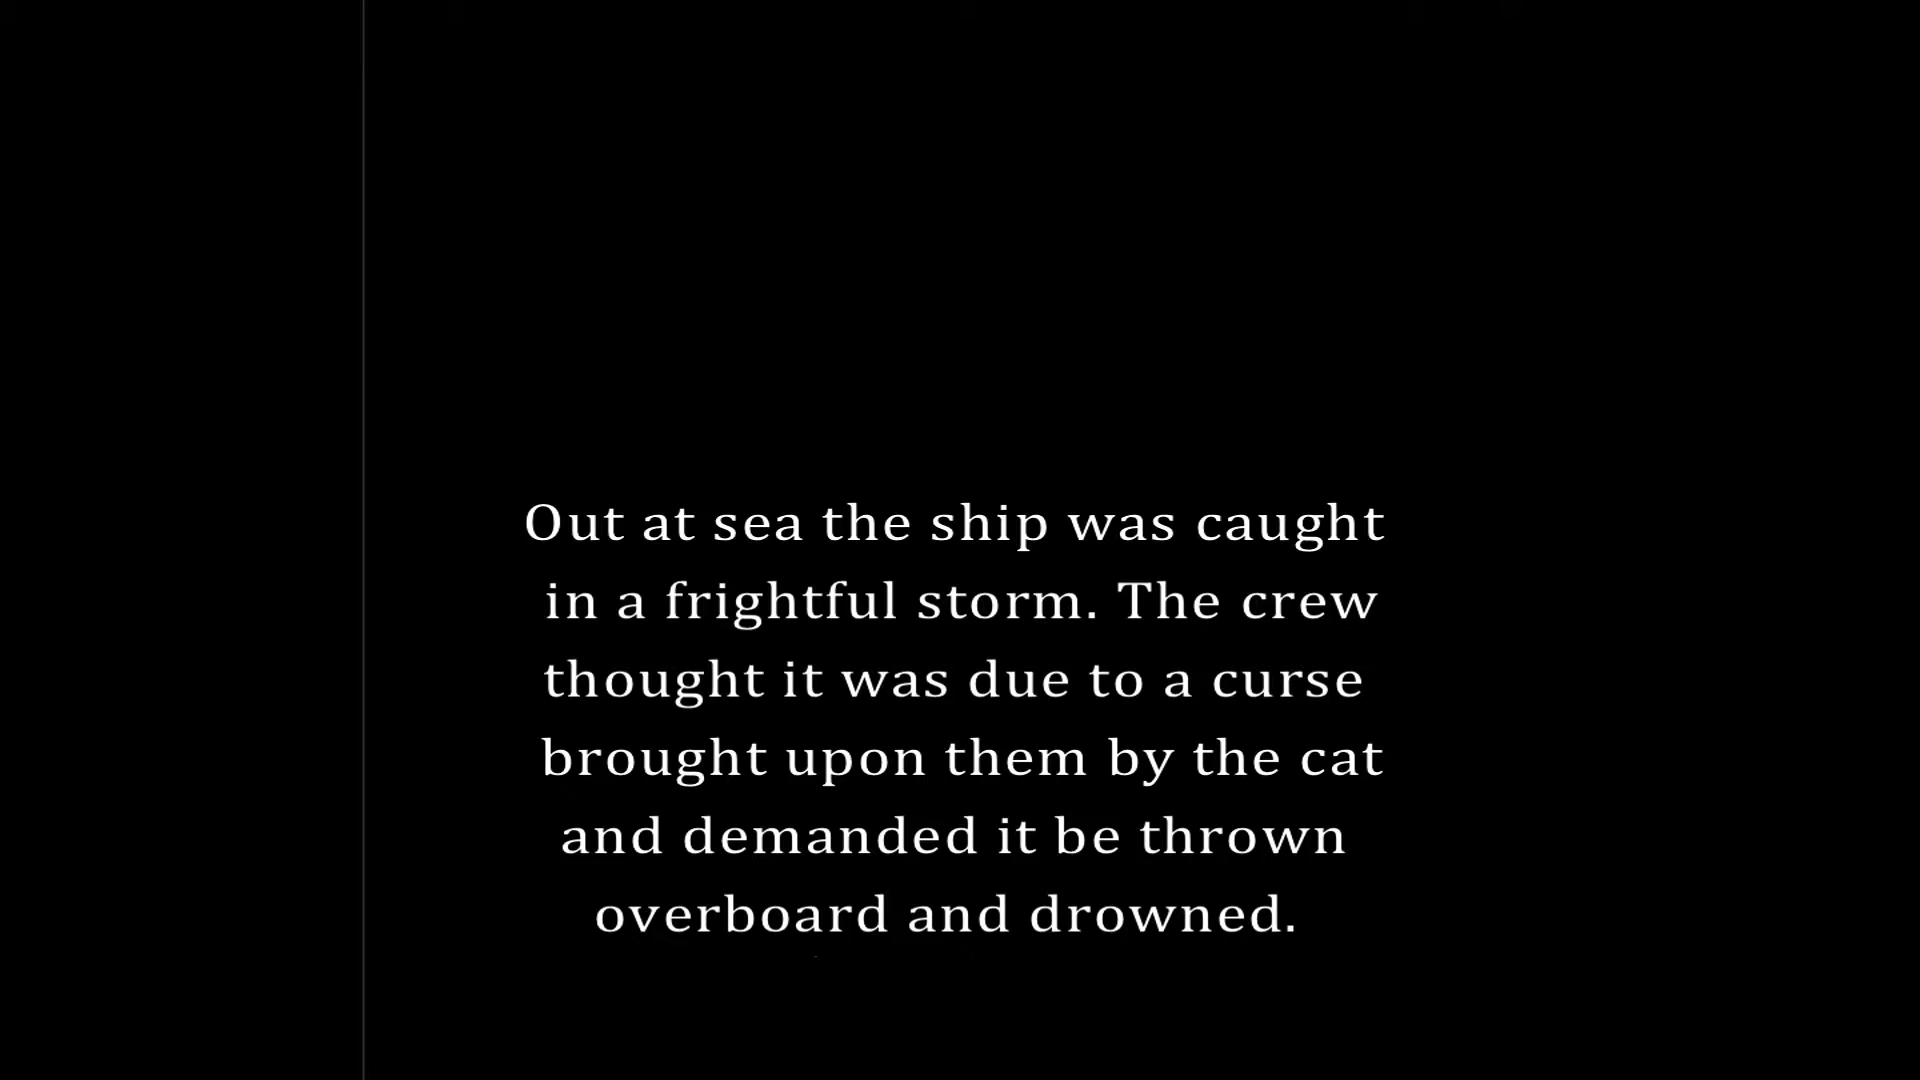 Out at sea the ship was caught
in a frightful storm. The crew
thought it was due to a curse
brought upon them by the cat
and demanded it be thrown
overboard and drowned.